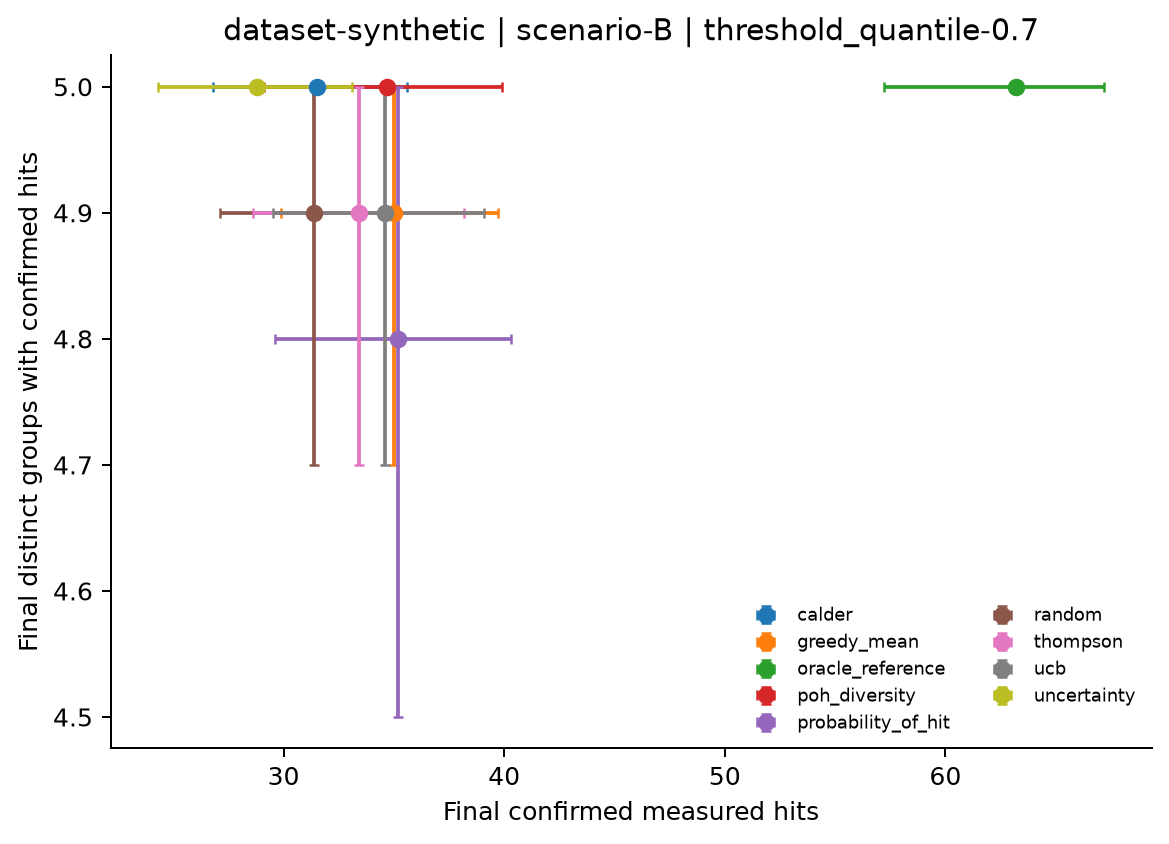 dataset-synthetic | scenario-B | threshold_quantile-0.7
Final distinct groups with confirmed hits
5.0
4.9
4.8
4.7
4.6
4.5
30
40
50
60
Final confirmed measured hits
calder
greedy_mean
oracle_reference
poh_diversity
probability_of_hit
random
thompson
ucb
uncertainty